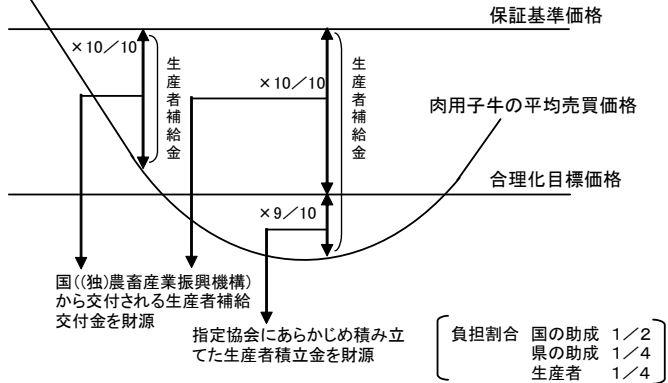 保証基準価格
×10／10
生産者補給金
×10／10
生産者補給金
肉用子牛の平均売買価格
合理化目標価格
×9／10
国((独)農畜産業振興機構)
から交付される生産者補給
交付金を財源
指定協会にあらかじめ積み立
てた生産者積立金を財源
負担割合 国の助成 1／2
県の助成 1／4
生産者 1／4